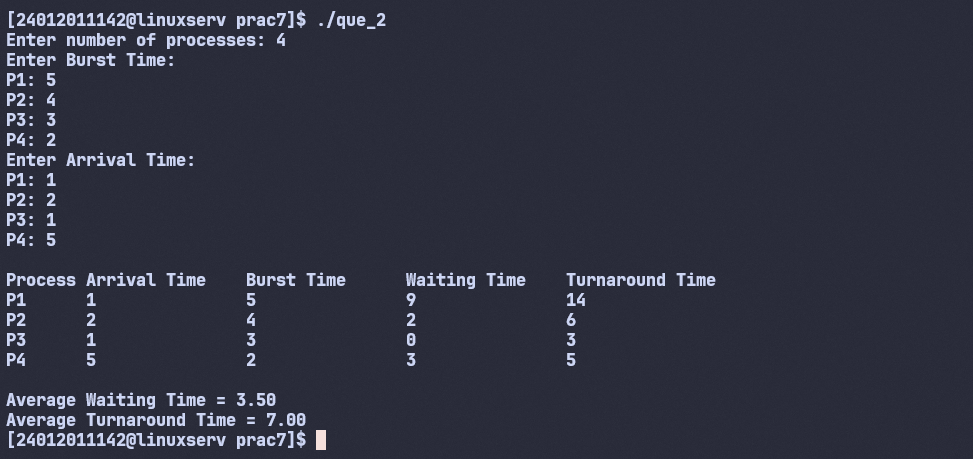 [24012011142@linuxserv prac7]$ ./que_2
Enter number of processes: 4
Enter Burst Time:
P1: 5
P2: 4
P3: 3
P4: 2
Enter Arrival Time:
P1: 1
P2: 2
P3: 1
P4: 5

Process Arrival Time    Burst Time      Waiting Time    Turnaround Time
P1      1               5               9               14
P2      2               4               2               6
P3      1               3               0               3
P4      5               2               3               5

Average Waiting Time = 3.50
Average Turnaround Time = 7.00
[24012011142@linuxserv prac7]$